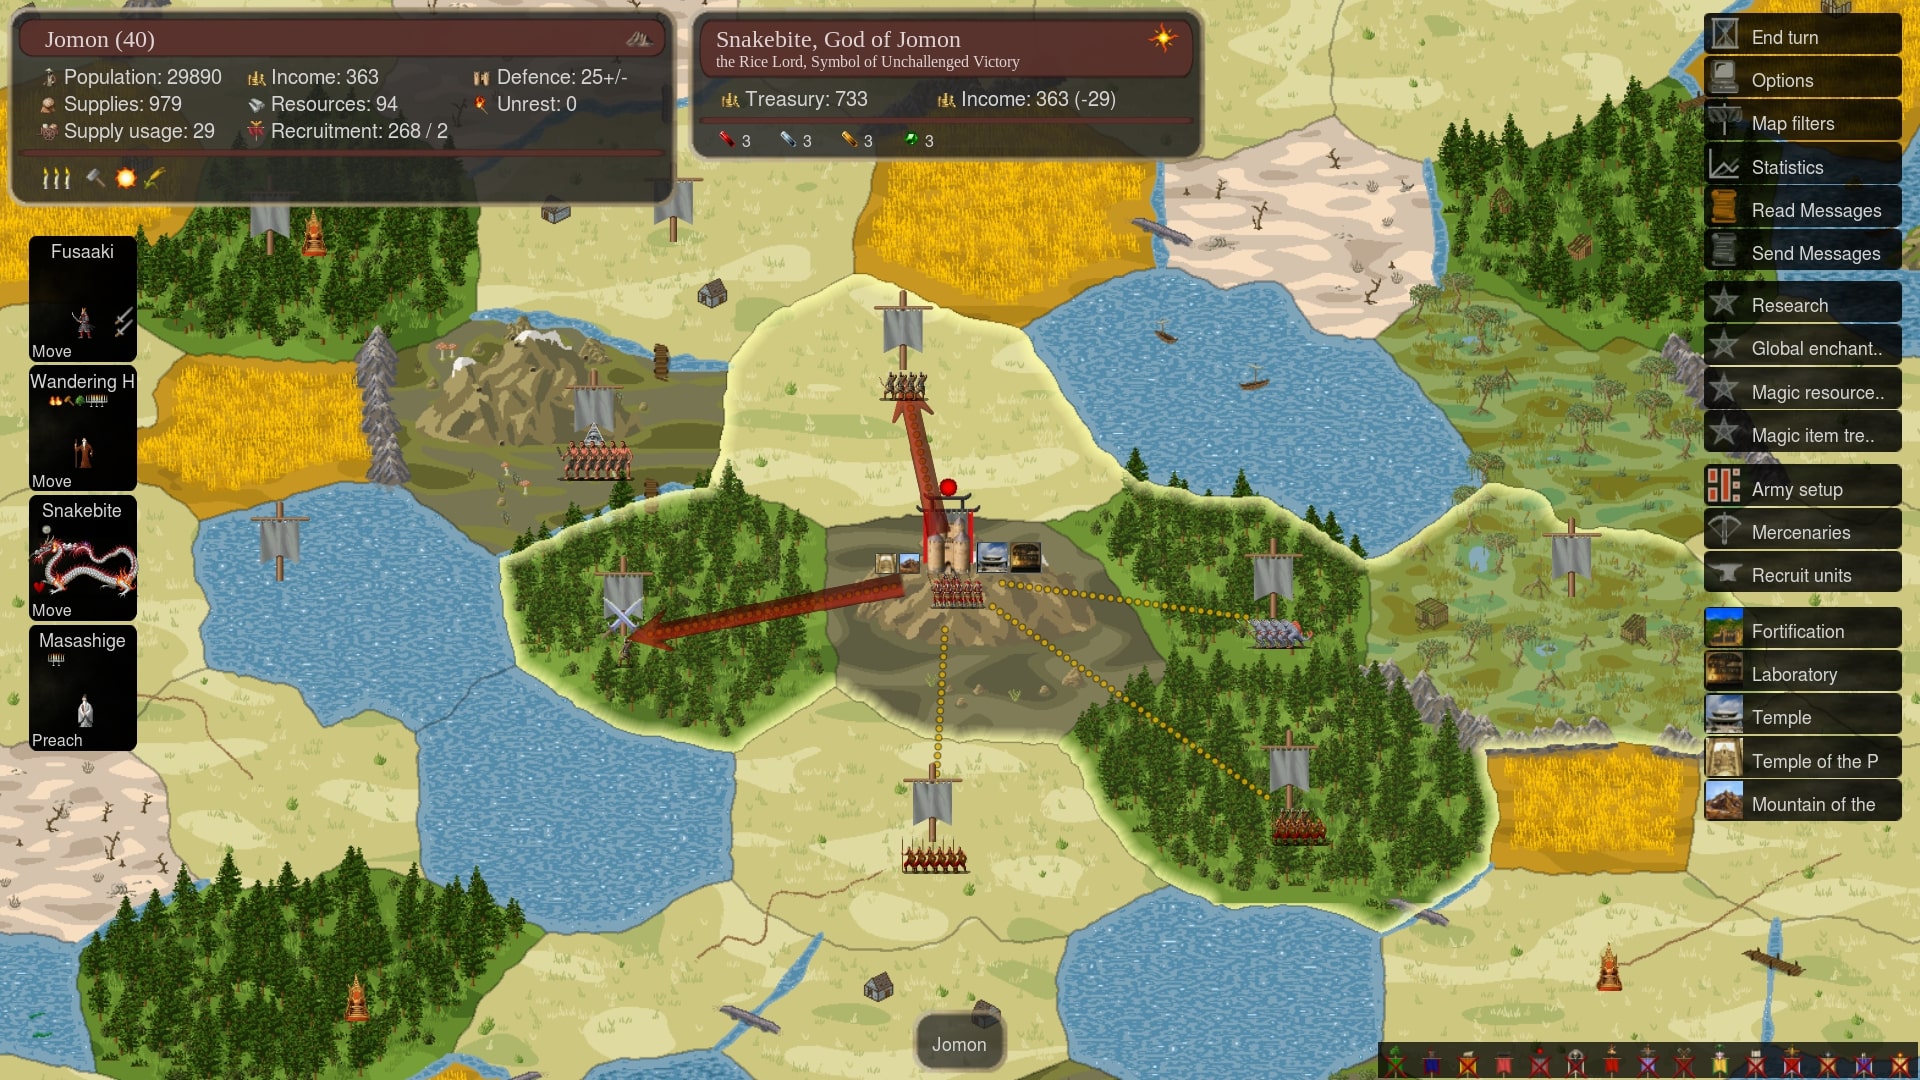 Jomon (40)
Population: 29890
Income: 363
Defence: 25+/-
Supplies: 979
Resources: 94
Unrest: 0
Supply usage: 29
Recruitment: 268 / 2
Snakebite, God of Jomon
the Rice Lord, Symbol of Unchallenged Victory
Treasury: 733
Income: 363 (-29)
3
3
3
3
Fusaaki
Move
Wandering H
Move
Snakebite
Move
Masashige
Preach
End turn
Options
Map filters
Statistics
Read Messages
Send Messages
Research
Global enchant..
Magic resource..
Magic item tre..
Army setup
Mercenaries
Recruit units
Fortification
Laboratory
Temple
Temple of the P
Mountain of the
Jomon